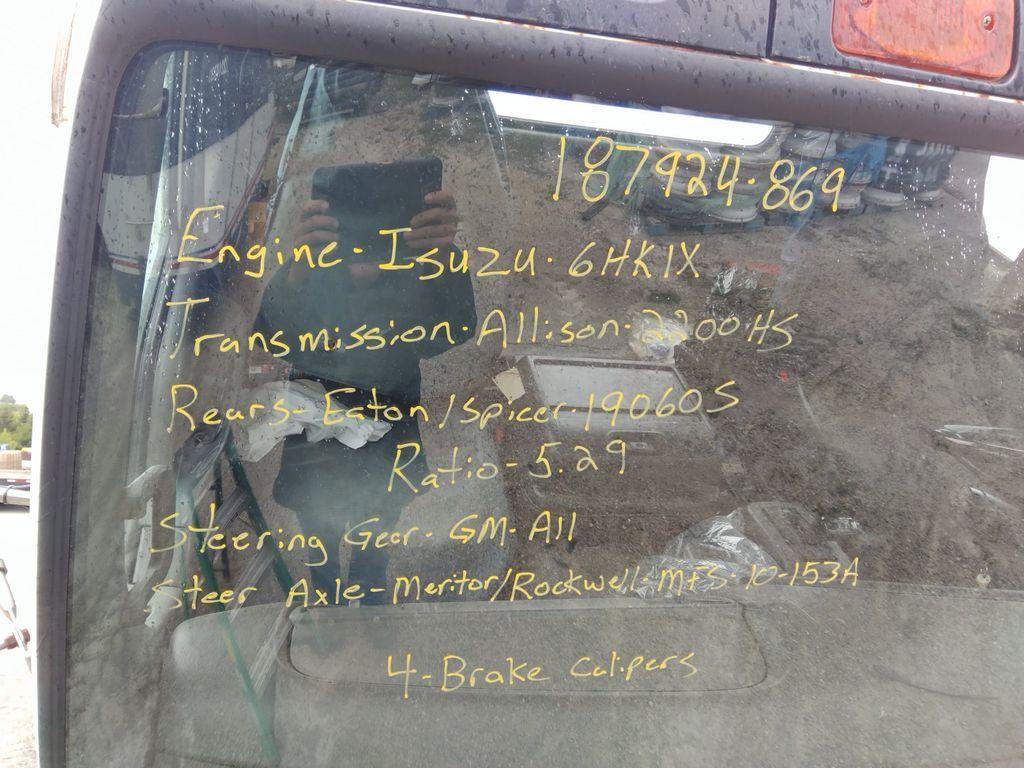 187924.869
Engine-Isuzu.6HK1X
Transmission.Allison.2200HS
Rears-Eaton/spicer.19060S
Ratio-5.29
Steering Gear-GM-All
Steer Axle-Meritor/Rockwell-MFS-10-153A
4-Brake Calipers